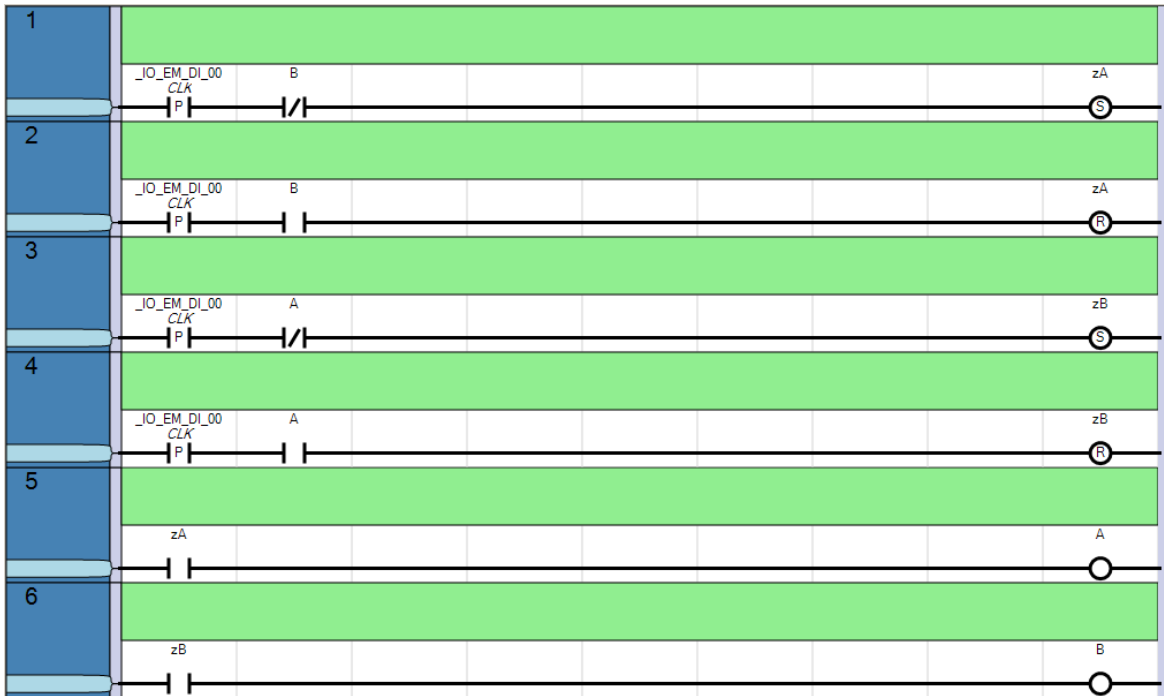 1
_IO_EM_DI_00 B zA
CLK
P S
2
_IO_EM_DI_00 B zA
CLK
P R
3
_IO_EM_DI_00 A zB
CLK
P S
4
_IO_EM_DI_00 A zB
CLK
P R
5
zA A
6
zB B